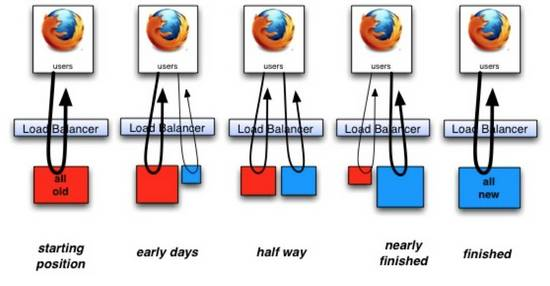 users
users
users
users
users
Load Balancer
Load Balancer
Load Balancer
Load Balancer
Load Balancer
all
old
all
new
starting
position
early days
half way
nearly
finished
finished